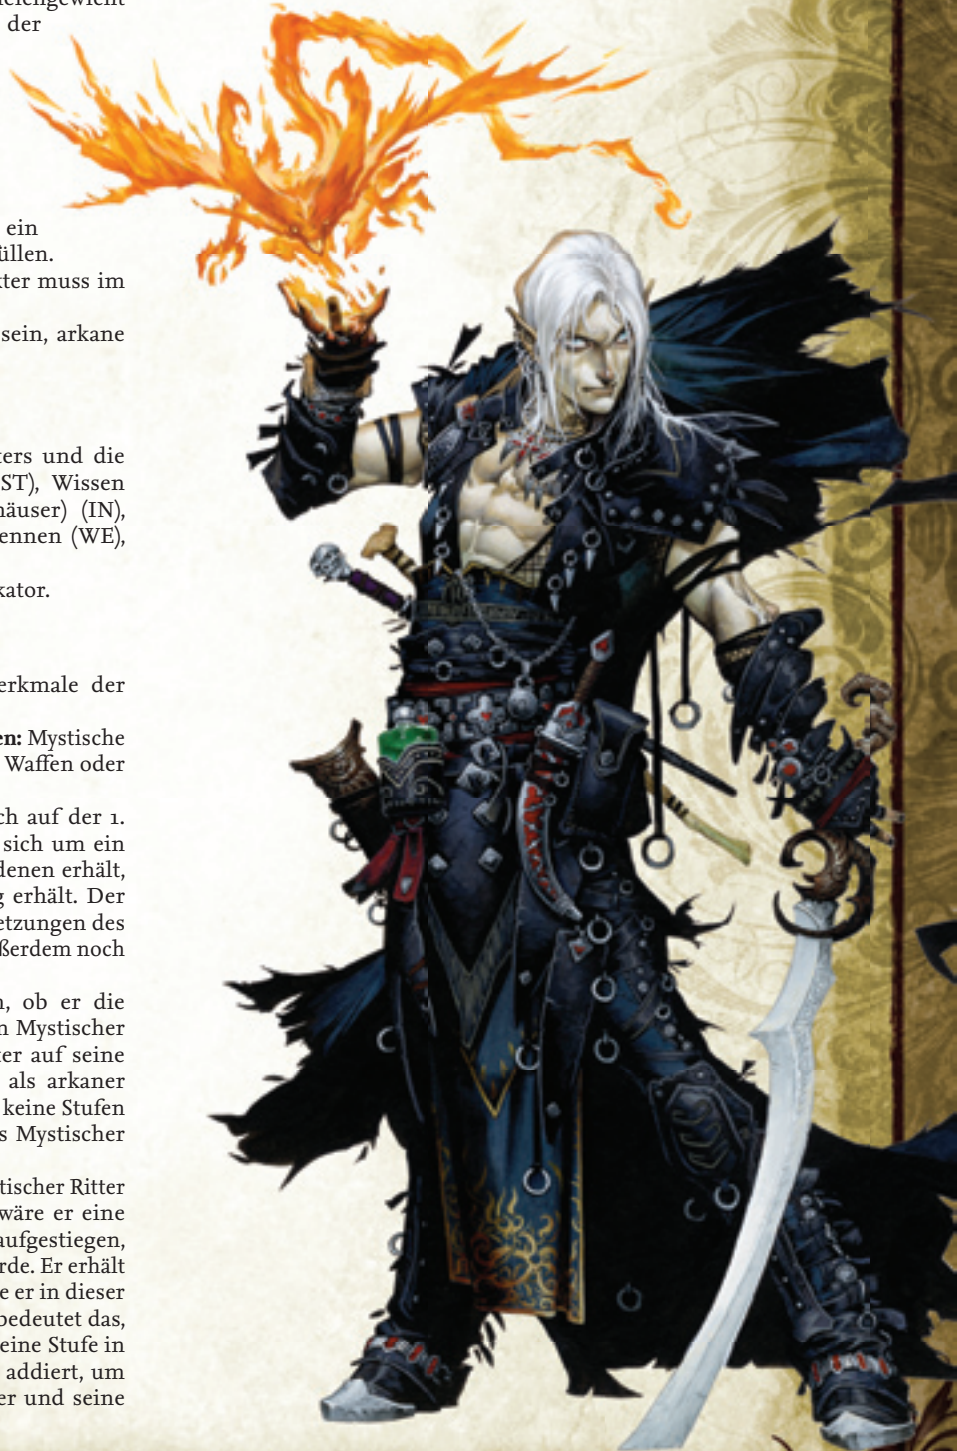 der
ein
üllen.
kter muss im
sein, arkane
ters und die
ST), Wissen
häuser) (IN),
ennen (WE),
kator.
erkmale der
en: Mystische
Waffen oder
ch auf der 1.
sich um ein
denen erhält,
g erhält. Der
etzungen des
ßerdem noch
n, ob er die
n Mystischer
ter auf seine
als arkaner
keine Stufen
s Mystischer
tischer Ritter
wäre er eine
aufgestiegen,
rde. Er erhält
e er in dieser
bedeutet das,
eine Stufe in
addiert, um
er und seine